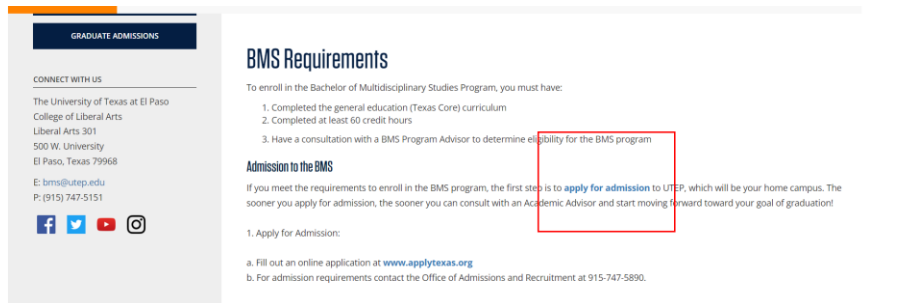 GRADUATE ADMISSIONS
CONNECT WITH US
The University of Texas at El Paso
College of Liberal Arts
Liberal Arts 301
500 W. University
El Paso, Texas 79968
E: bms@utep.edu
P: (915) 747-5151
BMS Requirements
To enroll in the Bachelor of Multidisciplinary Studies Program, you must have:
1. Completed the general education (Texas Core) curriculum
2. Completed at least 60 credit hours
3. Have a consultation with a BMS Program Advisor to determine eligibility for the BMS program
Admission to the BMS
If you meet the requirements to enroll in the BMS program, the first step is to apply for admission to UTEP, which will be your home campus. The
sooner you apply for admission, the sooner you can consult with an Academic Advisor and start moving forward toward your goal of graduation!
1. Apply for Admission:
a. Fill out an online application at www.applytexas.org
b. For admission requirements contact the Office of Admissions and Recruitment at 915-747-5890.